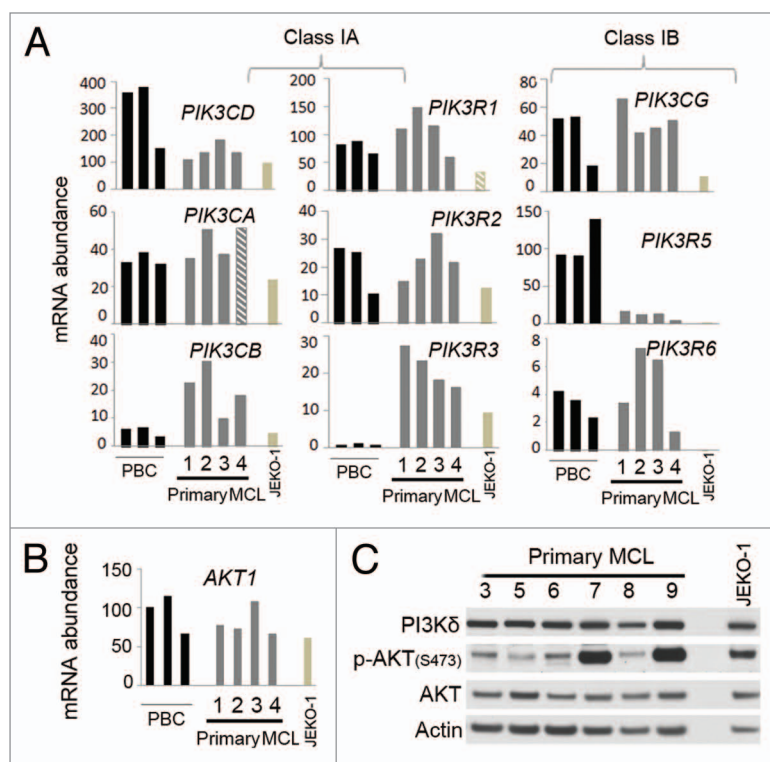 A
Class IA
Class IB
mRNA abundance
400
300
200
100
0
PIK3CD
200
150
100
50
0
PIK3R1
80
60
40
20
0
PIK3CG
60
40
20
0
PIK3CA
40
30
20
10
0
PIK3R2
150
100
50
0
PIK3R5
40
30
20
10
0
PIK3CB
30
20
10
0
PIK3R3
8
6
4
2
0
PIK3R6
PBC
1 2 3 4
Primary MCL
JEKO-1
PBC
1 2 3 4
Primary MCL
JEKO-1
PBC
1 2 3 4
Primary MCL
JEKO-1
B
mRNA abundance
150
100
50
0
AKT1
PBC
1 2 3 4
Primary MCL
JEKO-1
C
Primary MCL
3 5 6 7 8 9
JEKO-1
PI3Kδ
p-AKT(S473)
AKT
Actin